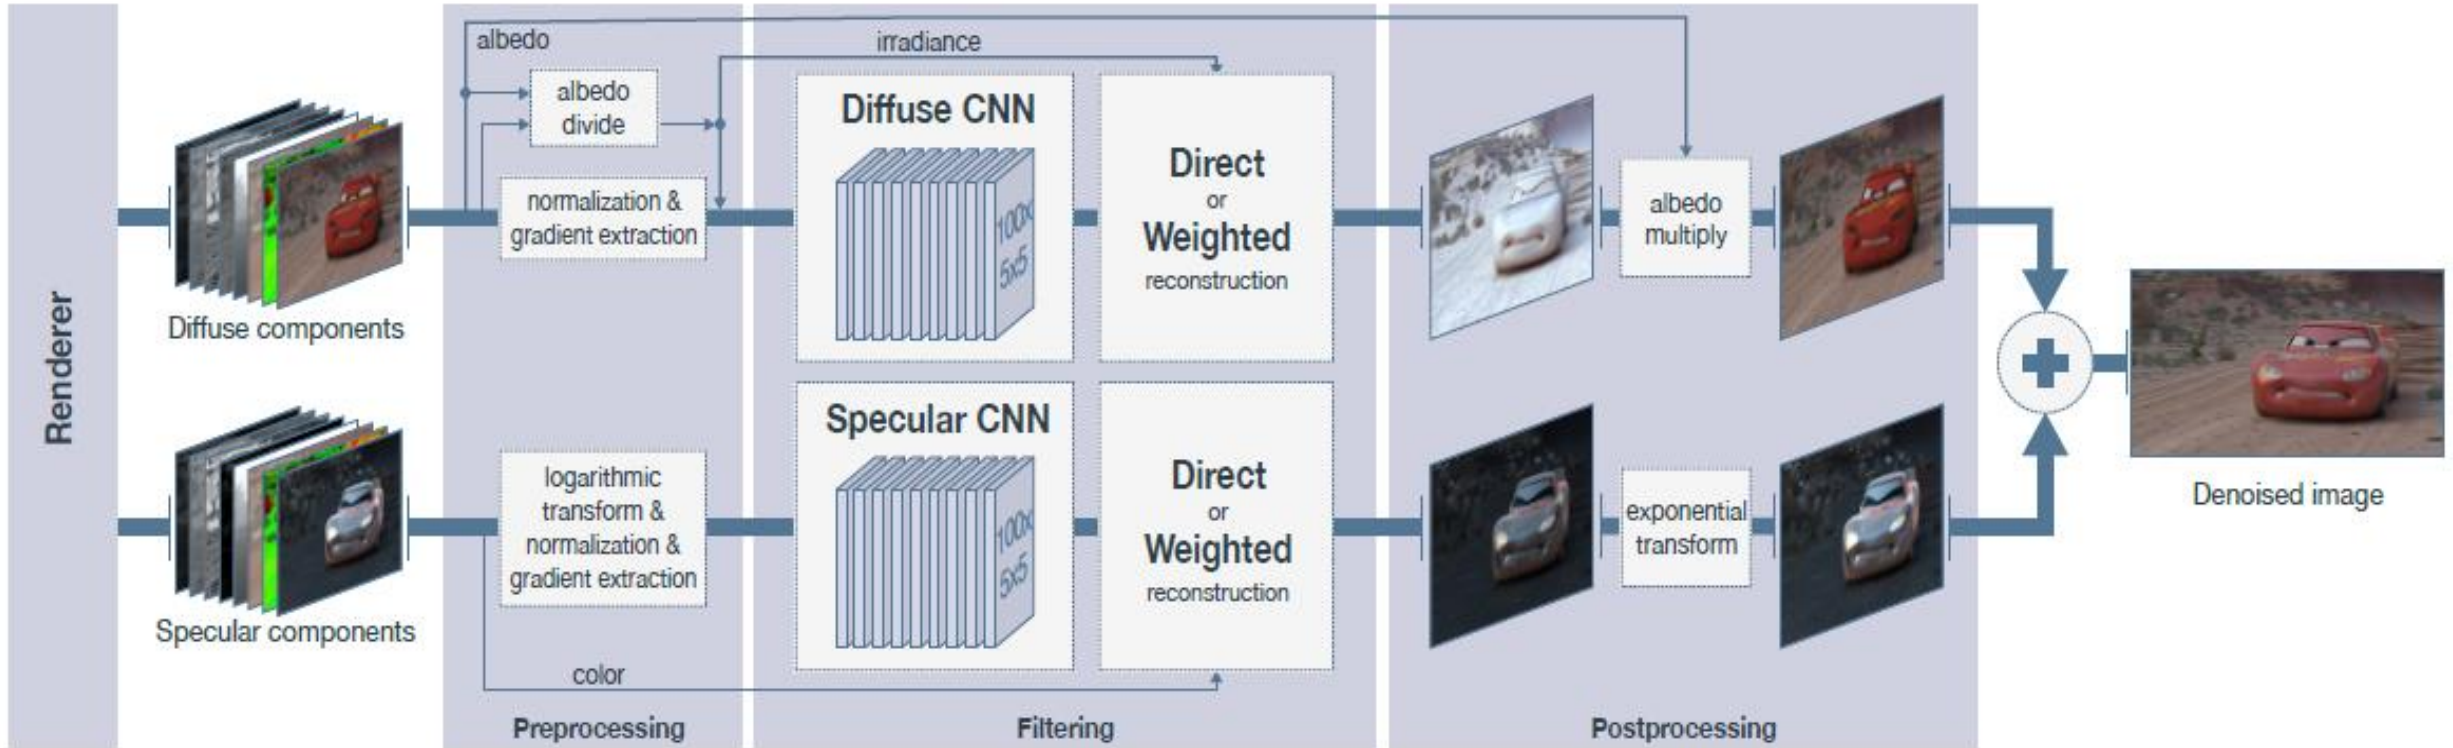 Renderer
Diffuse components
Specular components
albedo
albedo
divide
normalization &
gradient extraction
logarithmic
transform &
normalization &
gradient extraction
color
Preprocessing
irradiance
Diffuse CNN
100x
5x5
Direct
or
Weighted
reconstruction
Specular CNN
100x
5x5
Direct
or
Weighted
reconstruction
Filtering
albedo
multiply
exponential
transform
Postprocessing
Denoised image